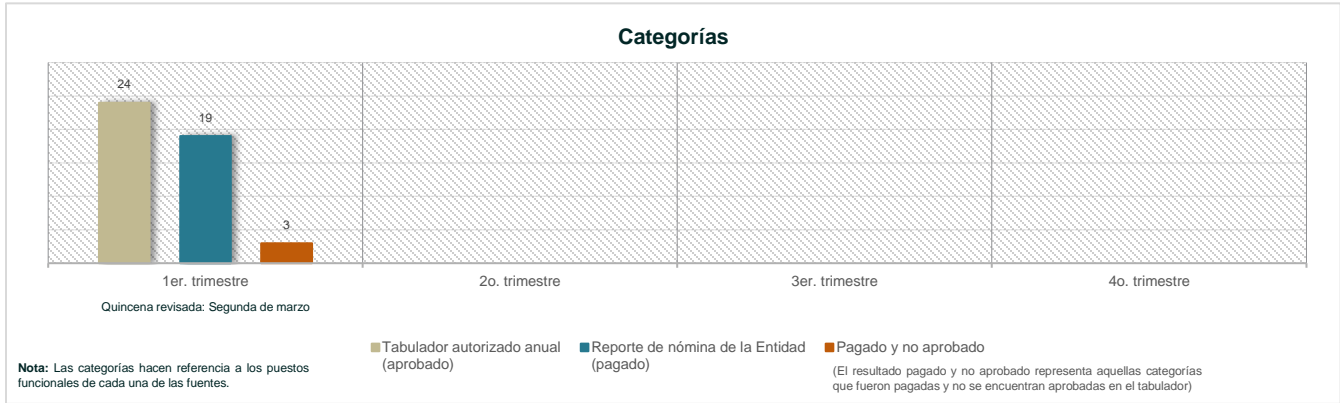 Categorías
24
19
3
1er. trimestre
2o. trimestre
3er. trimestre
4o. trimestre
Quincena revisada: Segunda de marzo
Tabulador autorizado anual
(aprobado)
Reporte de nómina de la Entidad
(pagado)
Pagado y no aprobado
(El resultado pagado y no aprobado representa aquellas categorías
que fueron pagadas y no se encuentran aprobadas en el tabulador)
Nota: Las categorías hacen referencia a los puestos
funcionales de cada una de las fuentes.